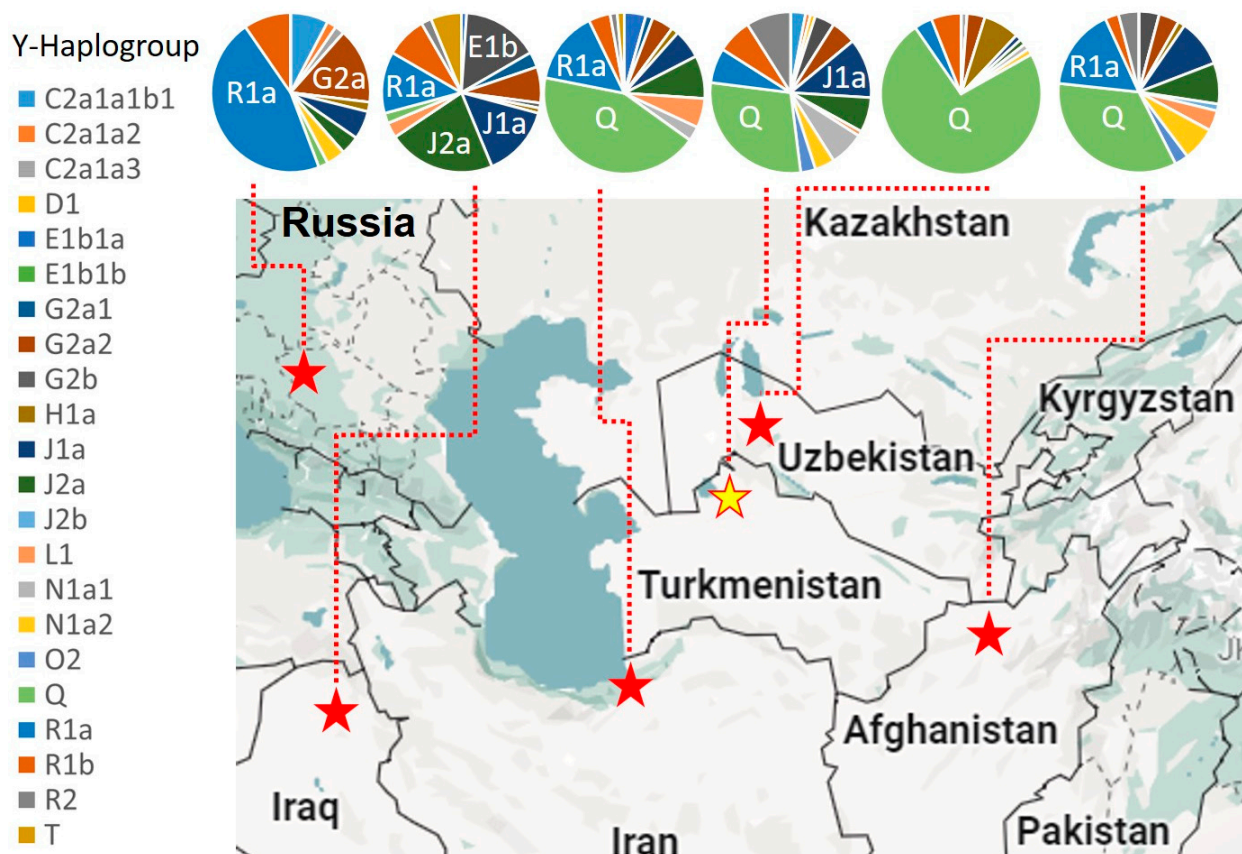 Y-Haplogroup
C2a1a1b1
C2a1a2
C2a1a3
D1
E1b1a
E1b1b
G2a1
G2a2
G2b
H1a
J1a
J2a
J2b
L1
N1a1
N1a2
O2
Q
R1a
R1b
R2
T
R1a
G2a
E1b
R1a
J1a
J2a
R1a
Q
J1a
Q
Q
R1a
Q
Russia
Kazakhstan
Kyrgyzstan
Uzbekistan
Turkmenistan
Afghanistan
Iraq
Iran
Pakistan